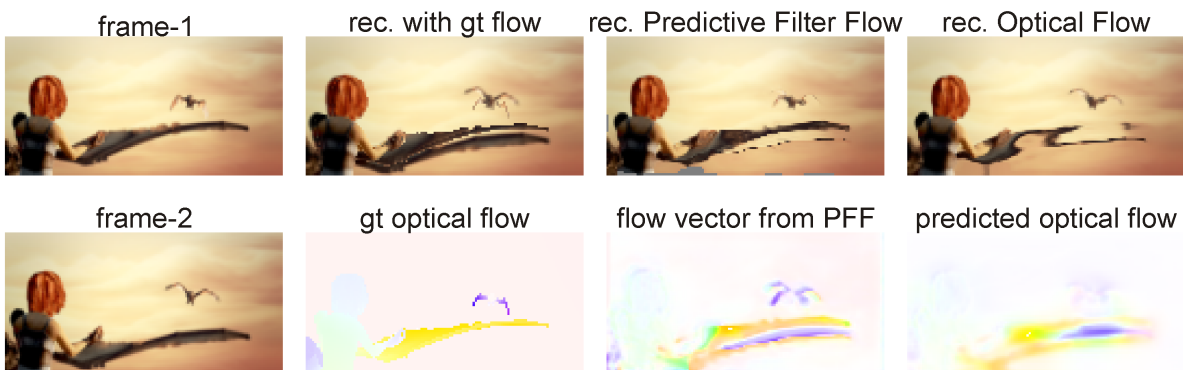 frame-1
rec. with gt flow
rec. Predictive Filter Flow
rec. Optical Flow
frame-2
gt optical flow
flow vector from PFF
predicted optical flow